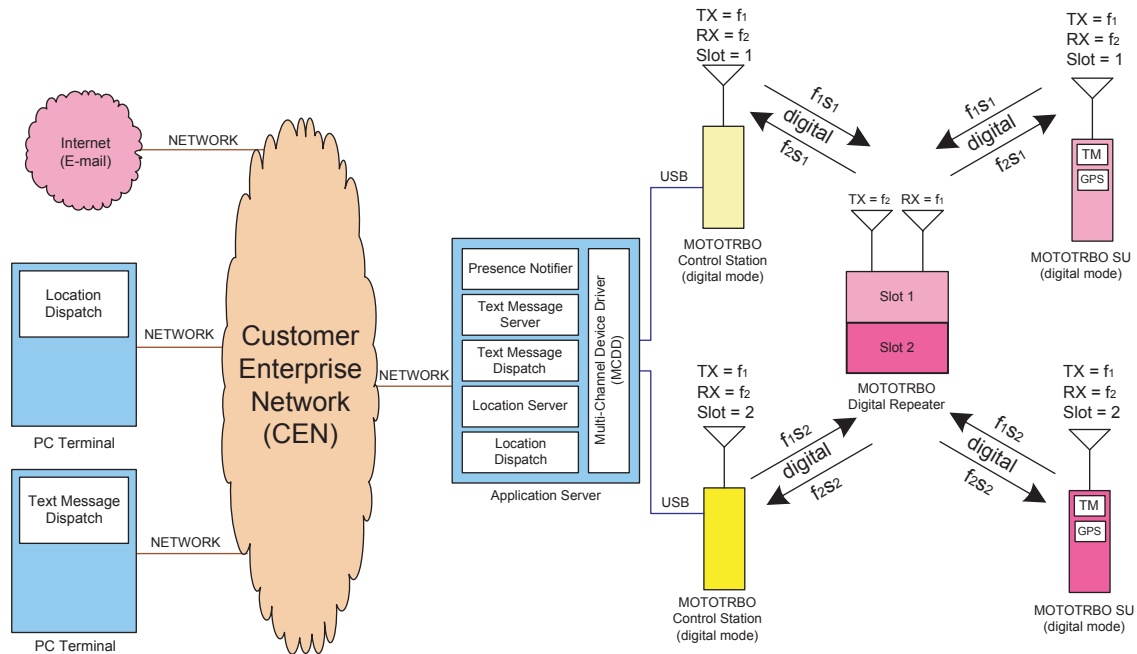 Internet
(E-mail)
NETWORK
Location
Dispatch
PC Terminal
NETWORK
Text Message
Dispatch
PC Terminal
NETWORK
Customer
Enterprise
Network
(CEN)
NETWORK
Presence Notifier
Text Message
Server
Text Message
Dispatch
Location Server
Location
Dispatch
Multi-Channel Device Driver
(MCDD)
Application Server
USB
USB
TX = f₁
RX = f₂
Slot = 1
MOTOTRBO
Control Station
(digital mode)
f₁s₁
digital
f₂s₁
TX = f₁
RX = f₂
Slot = 1
f₁s₁
digital
f₂s₁
TM
GPS
MOTOTRBO SU
(digital mode)
TX = f₂
RX = f₁
Slot 1
Slot 2
MOTOTRBO
Digital Repeater
TX = f₁
RX = f₂
Slot = 2
MOTOTRBO
Control Station
(digital mode)
f₁s₂
digital
f₂s₂
TX = f₁
RX = f₂
Slot = 2
f₁s₂
digital
f₂s₂
TM
GPS
MOTOTRBO SU
(digital mode)